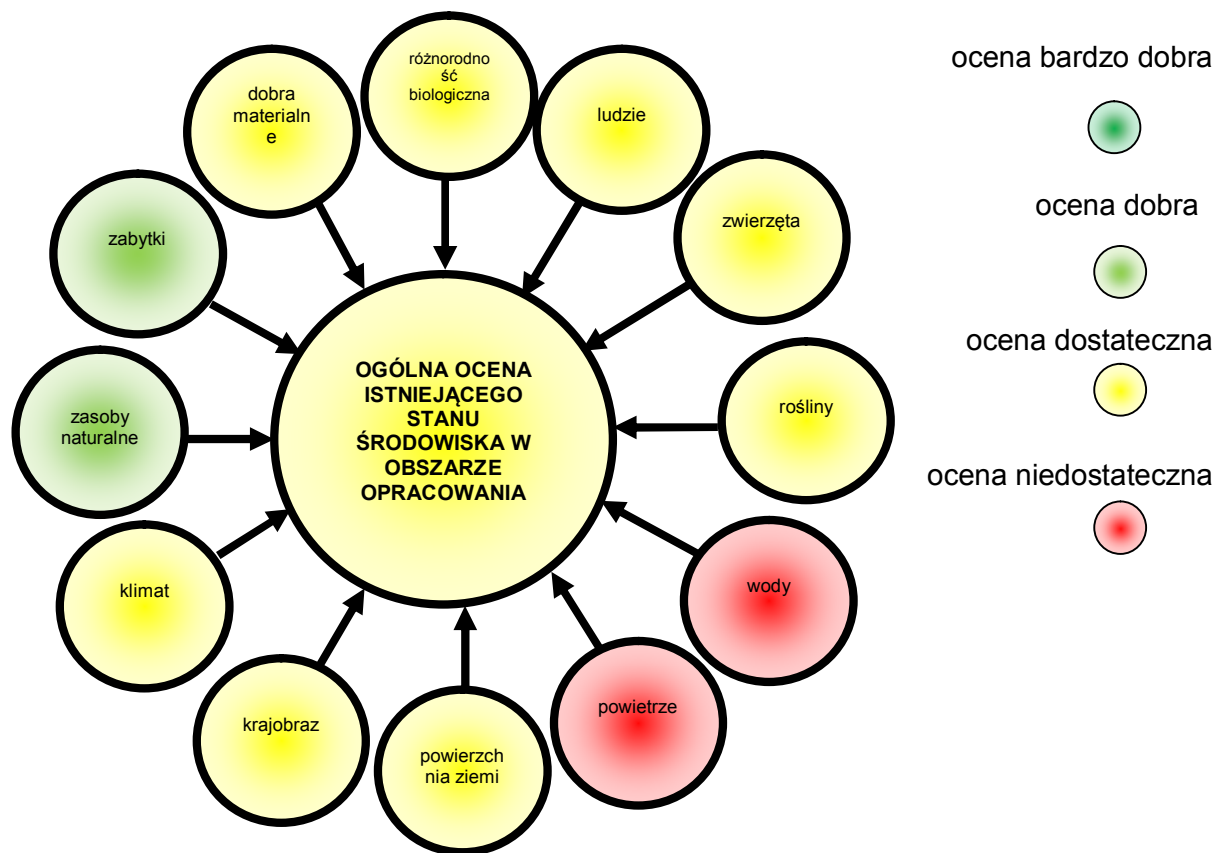 różnorodno
ść
biologiczna
ludzie
zwierzęta
rośliny
wody
powietrze
powierzch
nia ziemi
krajobraz
klimat
zasoby
naturalne
zabytki
dobra
materialn
e
OGÓLNA OCENA
ISTNIEJĄCEGO
STANU
ŚRODOWISKA W
OBSZARZE
OPRACOWANIA
ocena bardzo dobra
ocena dobra
ocena dostateczna
ocena niedostateczna